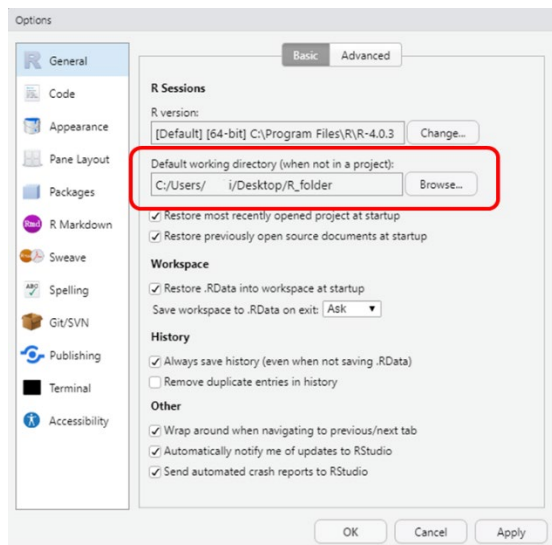 Options
General
Code
Appearance
Pane Layout
Packages
Rmd R Markdown
Sweave
ABC Spelling
Git/SVN
Publishing
Terminal
Accessibility
Basic Advanced
R Sessions
R version:
[Default] [64-bit] C:\Program Files\R\R-4.0.3 Change...
Default working directory (when not in a project):
C:/Users/ i/Desktop/R_folder Browse...
Restore most recently opened project at startup
Restore previously open source documents at startup
Workspace
Restore .RData into workspace at startup
Save workspace to .RData on exit: Ask
History
Always save history (even when not saving .RData)
Remove duplicate entries in history
Other
Wrap around when navigating to previous/next tab
Automatically notify me of updates to RStudio
Send automated crash reports to RStudio
OK Cancel Apply